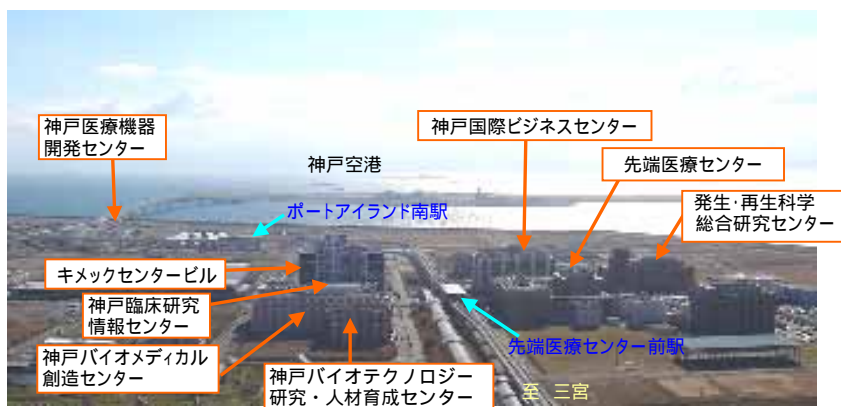 神戸医療機器
開発センター
神戸国際ビジネスセンター
神戸空港
先端医療センター
ポートアイランド南駅
発生・再生科学
総合研究センター
キメックセンタービル
神戸臨床研究
情報センター
先端医療センター前駅
神戸バイオメディカル
創造センター
神戸バイオテクノロジー
研究・人材育成センター
至 三宮